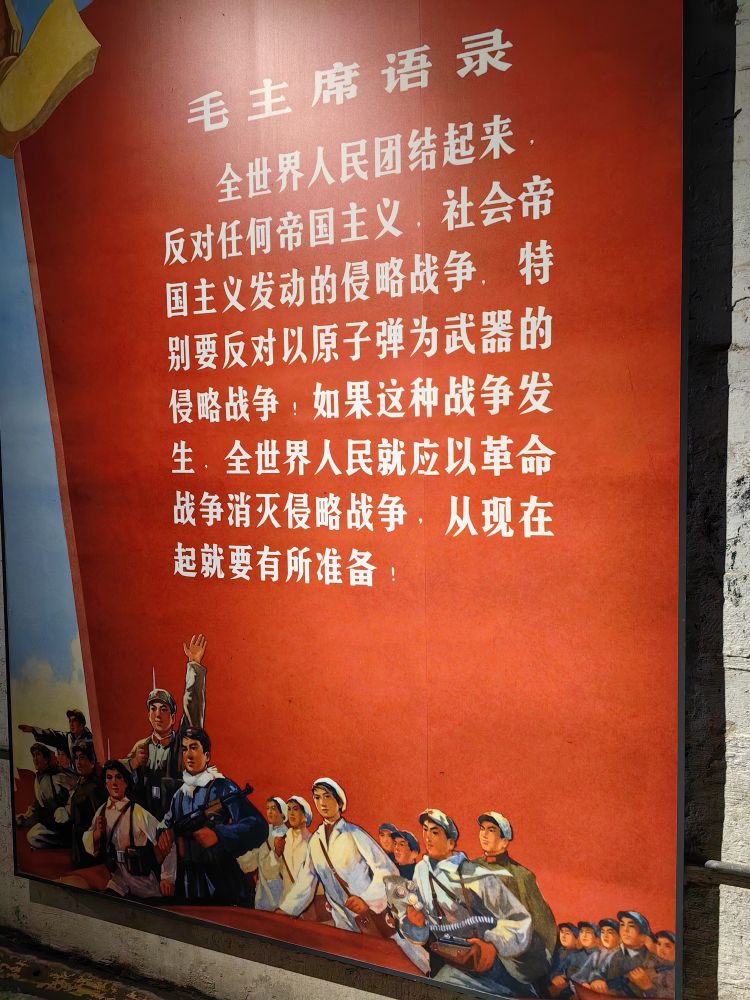 毛主席语录
全世界人民团结起来，
反对任何帝国主义，社会帝
国主义发动的侵略战争，特
别要反对以原子弹为武器的
侵略战争！如果这种战争发
生，全世界人民就应以革命
战争消灭侵略战争，从现在
起就要有所准备！